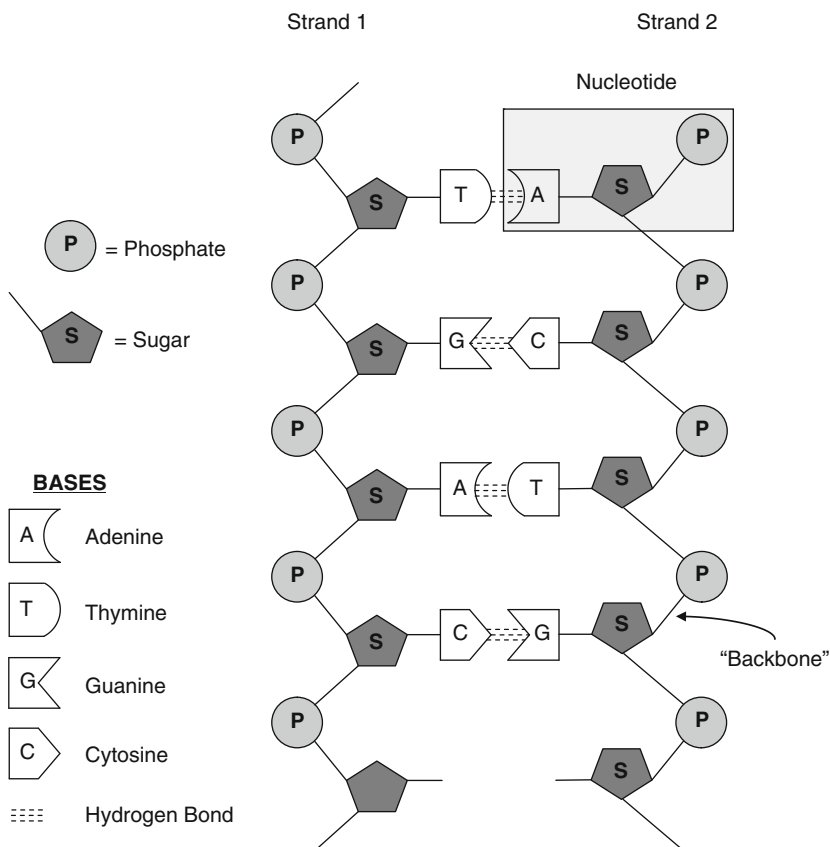 Strand 1
Strand 2
Nucleotide
P
P
S
T
A
S
P = Phosphate
P
P
S = Sugar
S
G
C
S
P
P
BASES
S
A
T
S
A Adenine
P
P
T Thymine
S
C
G
S
"Backbone"
G Guanine
P
P
C Cytosine
S
Hydrogen Bond